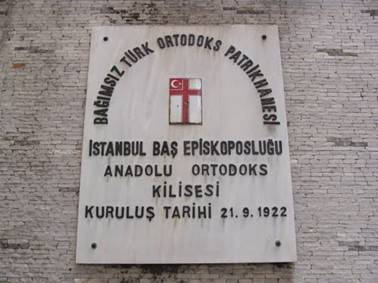 BAĞIMSIZ TÜRK ORTODOKS PATRİKHANESİ
İSTANBUL BAŞ EPİSKOPOSLUĞU
ANADOLU ORTODOKS
KİLİSESİ
KURULUŞ TARİHİ 21.9.1922